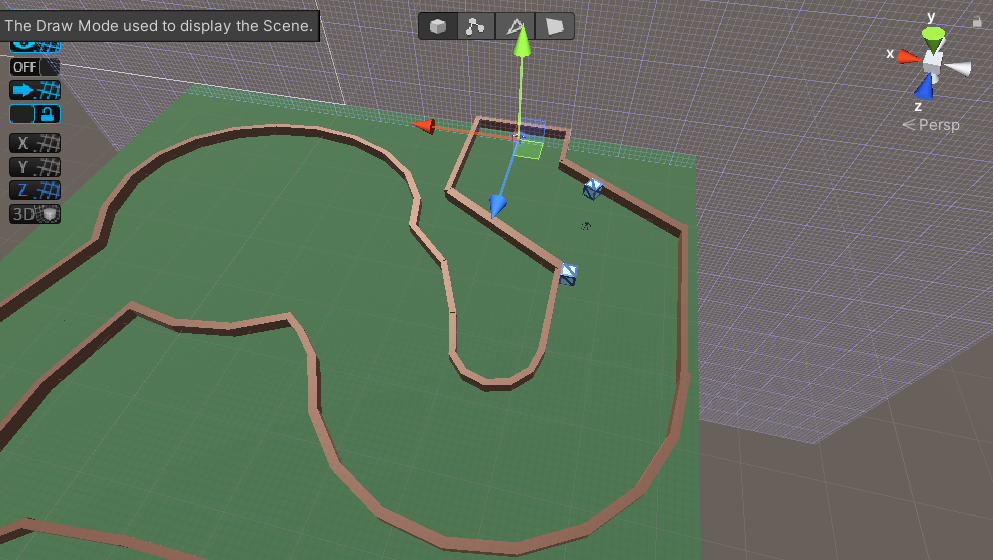 The Draw Mode used to display the Scene.
OFF
X
Y
Z
3D
y
x
z
Persp